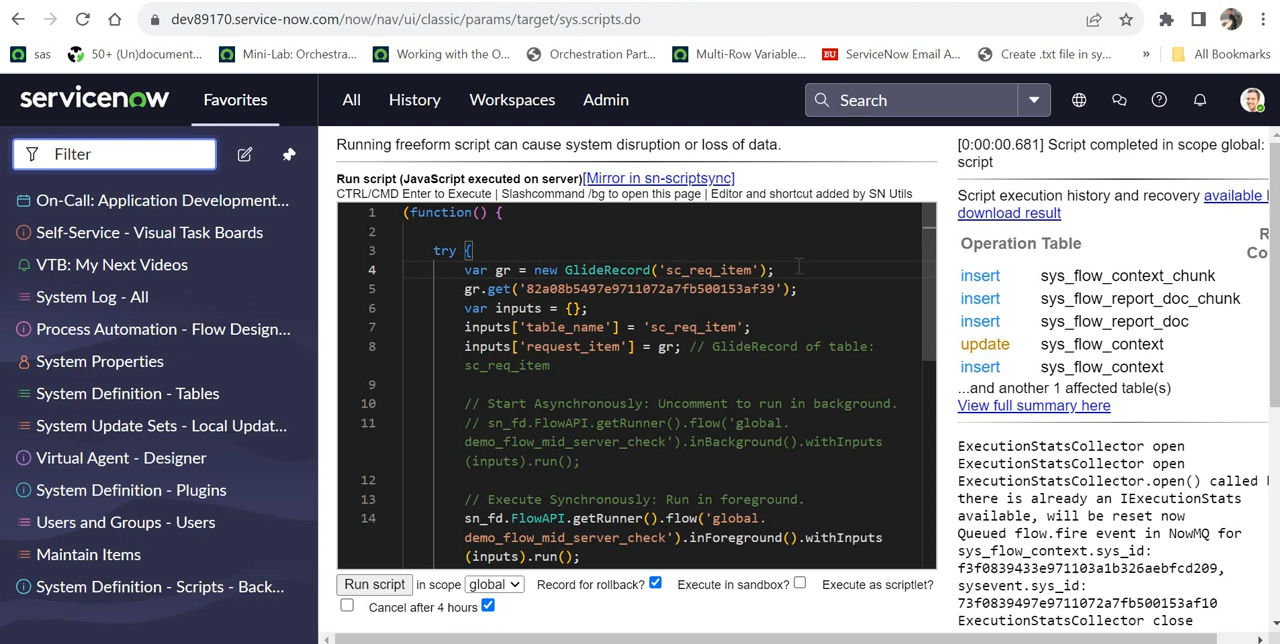 dev89170.service-now.com/now/nav/ui/classic/params/target/sys.scripts.do
sas
50+ (Un)document...
Mini-Lab: Orchestra...
Working with the O...
Orchestration Part...
Multi-Row Variable...
BU
ServiceNow Email A...
Create .txt file in sy...
»
All Bookmarks
servicenow
Favorites
All
History
Workspaces
Admin
Search
Filter
On-Call: Application Development...
Self-Service - Visual Task Boards
VTB: My Next Videos
System Log - All
Process Automation - Flow Design...
System Properties
System Definition - Tables
System Update Sets - Local Updat...
Virtual Agent - Designer
System Definition - Plugins
Users and Groups - Users
Maintain Items
System Definition - Scripts - Back...
Running freeform script can cause system disruption or loss of data.
Run script (JavaScript executed on server)[Mirror in sn-scriptsync]
CTRL/CMD Enter to Execute | Slashcommand /bg to open this page | Editor and shortcut added by SN Utils
1 (function() {
2
3 try {
4 var gr = new GlideRecord('sc_req_item');
5 gr.get('82a08b5497e9711072a7fb500153af39');
6 var inputs = {};
7 inputs['table_name'] = 'sc_req_item';
8 inputs['request_item'] = gr; // GlideRecord of table:
sc_req_item
9
10 // Start Asynchronously: Uncomment to run in background.
11 // sn_fd.FlowAPI.getRunner().flow('global.
demo_flow_mid_server_check').inBackground().withInputs
(inputs).run();
12
13 // Execute Synchronously: Run in foreground.
14 sn_fd.FlowAPI.getRunner().flow('global.
demo_flow_mid_server_check').inForeground().withInputs
(inputs).run();
Run script in scope global Record for rollback? Execute in sandbox? Execute as scriptlet?
Cancel after 4 hours
[0:00:00.681] Script completed in scope global:
script
Script execution history and recovery available
download result
Operation Table
R
Co
insert sys_flow_context_chunk
insert sys_flow_report_doc_chunk
insert sys_flow_report_doc
update sys_flow_context
insert sys_flow_context
...and another 1 affected table(s)
View full summary here
ExecutionStatsCollector open
ExecutionStatsCollector open
ExecutionStatsCollector.open() called
there is already an IExecutionStats
available, will be reset now
Queued flow.fire event in NowMQ for
sys_flow_context.sys_id:
f3f0839433e971103a1b326aebfcd209,
sysevent.sys_id:
73f0839497e9711072a7fb500153af10
ExecutionStatsCollector close